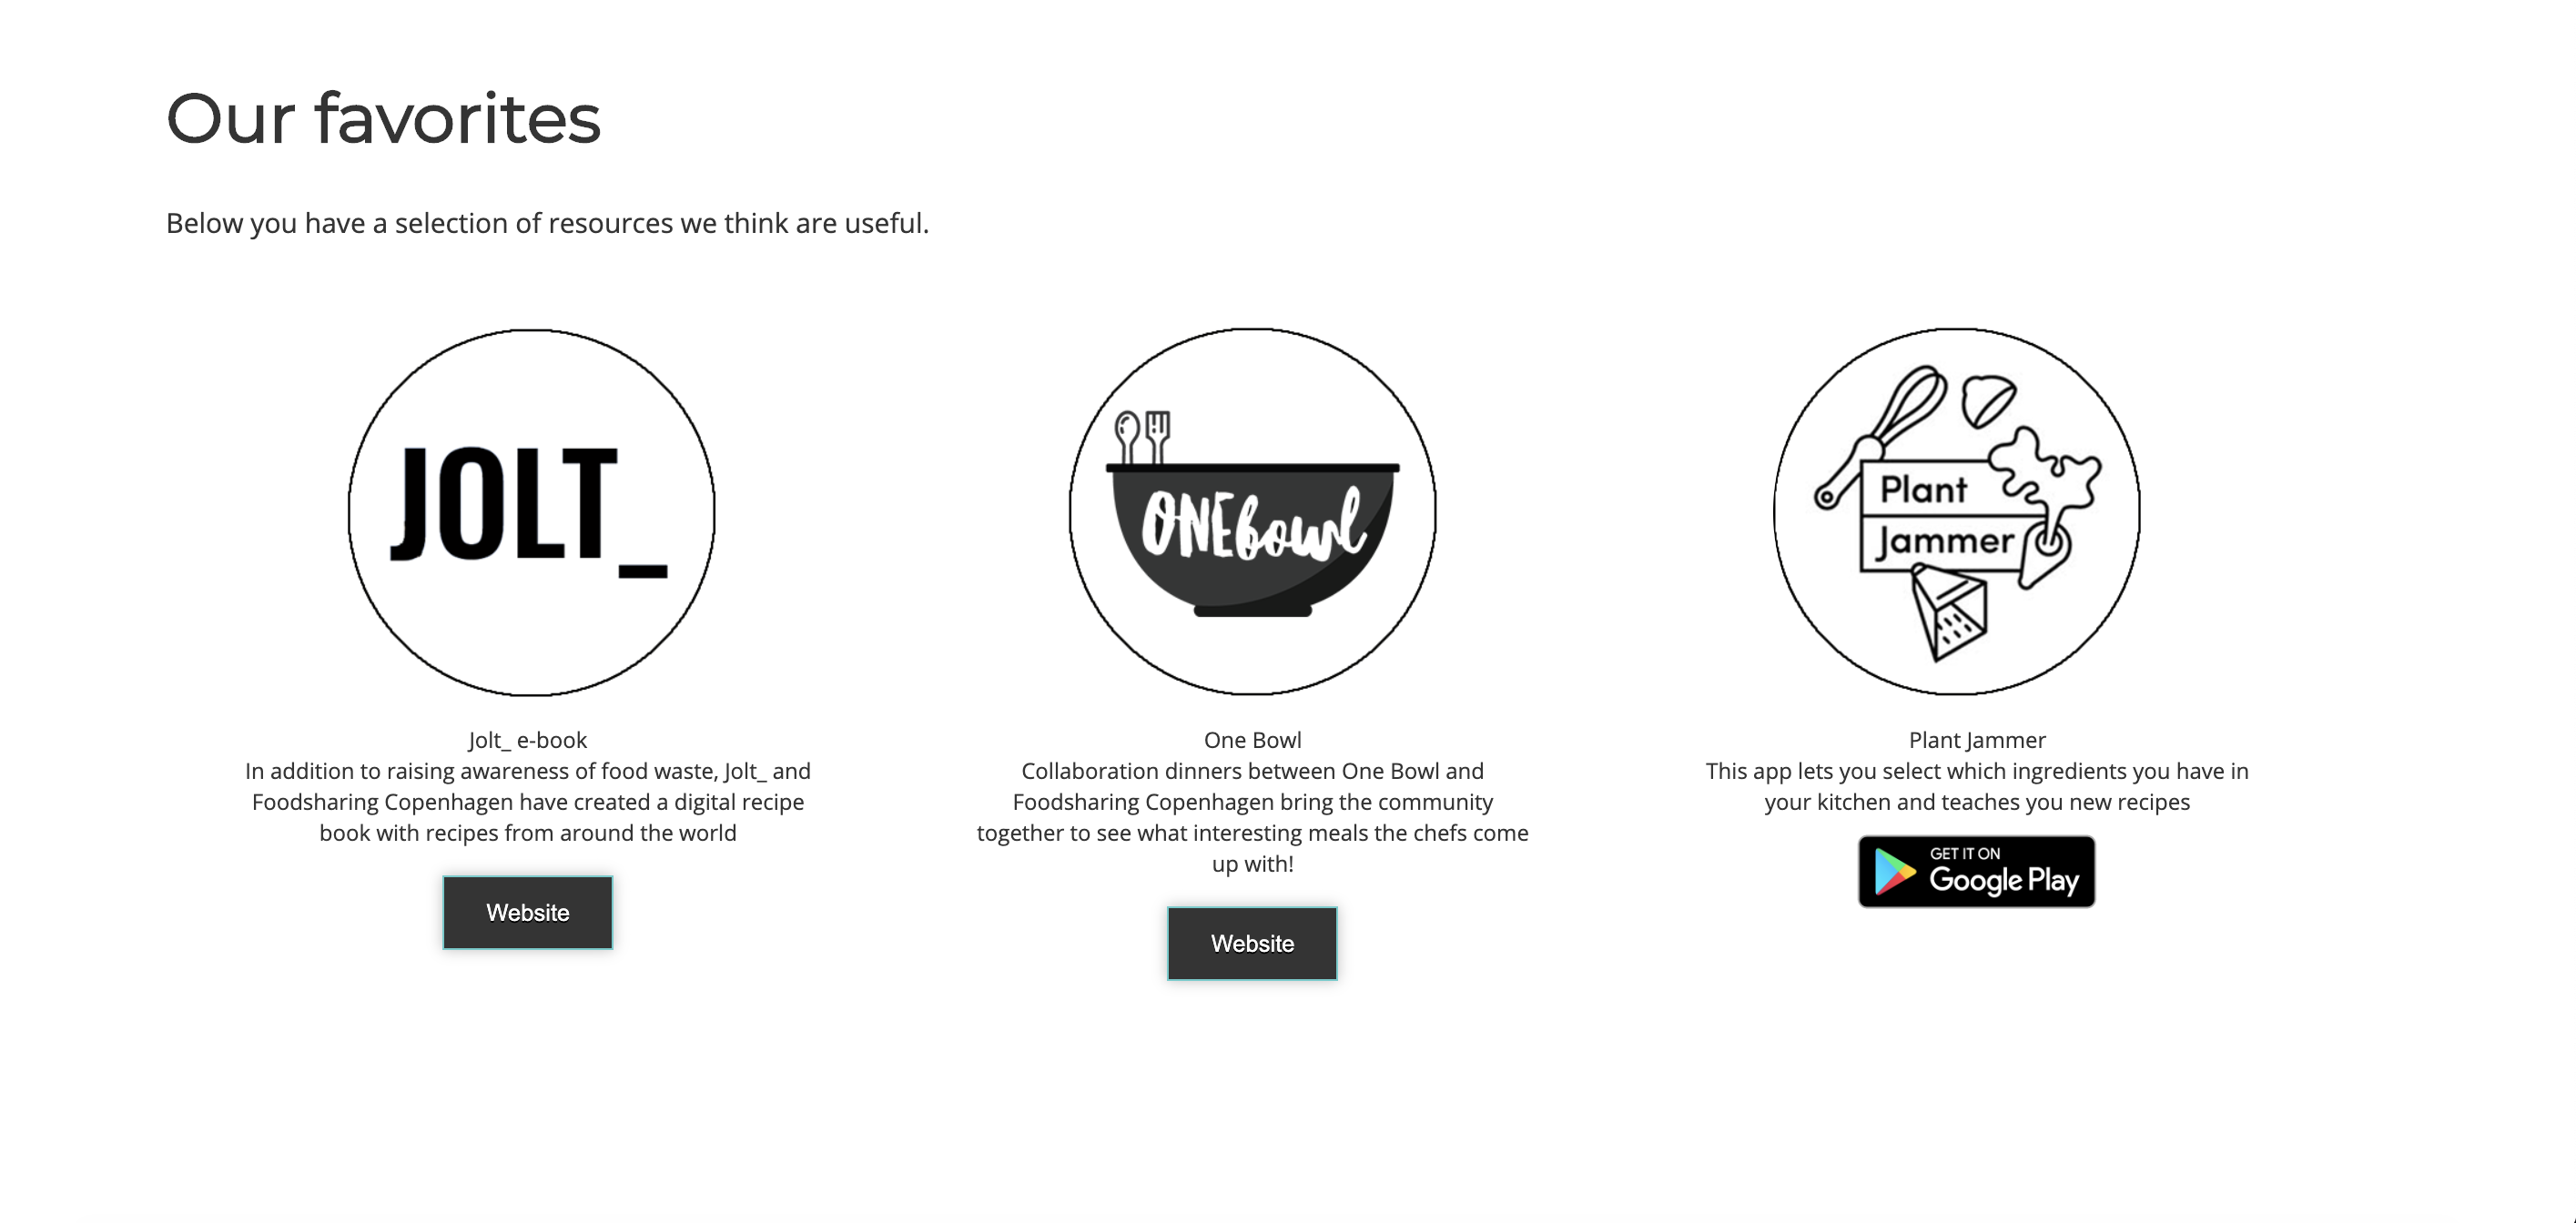 Our favorites
Below you have a selection of resources we think are useful.
JOLT_
ONEbowl
Plant
Jammer
Jolt_ e-book
In addition to raising awareness of food waste, Jolt_ and
Foodsharing Copenhagen have created a digital recipe
book with recipes from around the world
Website
One Bowl
Collaboration dinners between One Bowl and
Foodsharing Copenhagen bring the community
together to see what interesting meals the chefs come
up with!
Website
Plant Jammer
This app lets you select which ingredients you have in
your kitchen and teaches you new recipes
GET IT ON
Google Play